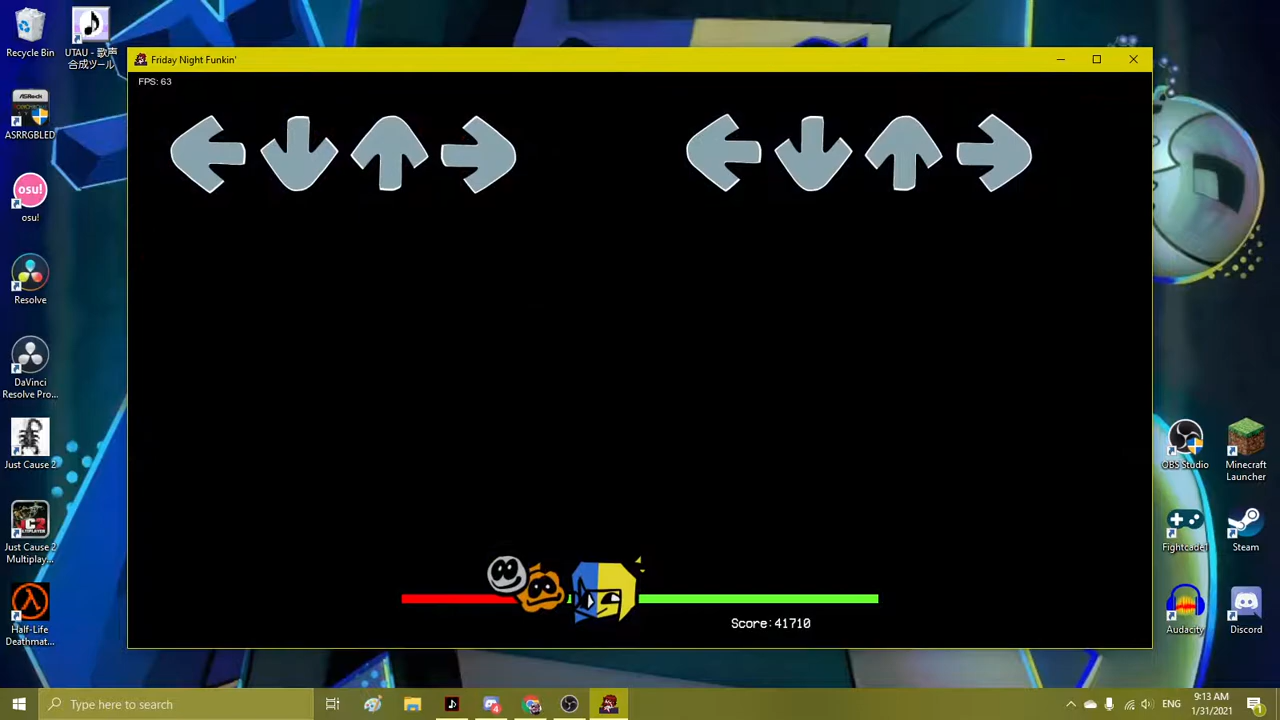 Recycle Bin
UTAU - 歌声
合成ツール
Friday Night Funkin'
FPS: 63
ASRRGBLED
osu!
osu!
Resolve
DaVinci
Resolve Pro...
Just Cause 2
Just Cause 2
Multiplay...
Half-Life
Deathmat...
OBS Studio
Minecraft
Launcher
Fightcade2
Steam
Audacity
Discord
Score:41710
Type here to search
ENG
9:13 AM
1/31/2021